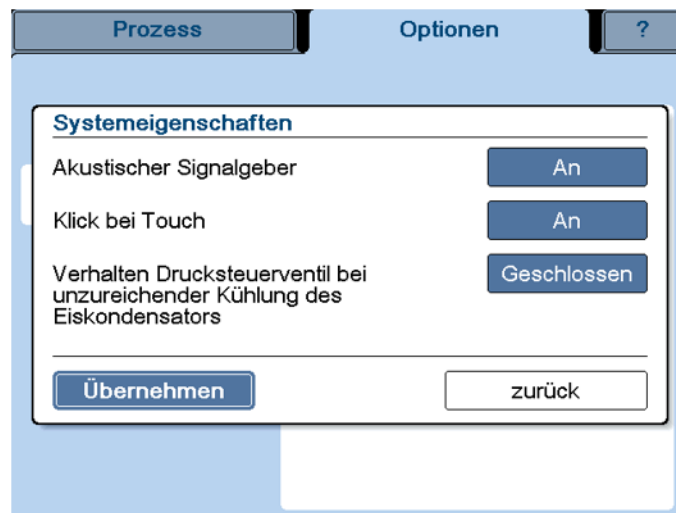 Prozess
Optionen
?
Systemeigenschaften
Akustischer Signalgeber
An
Klick bei Touch
An
Verhalten Drucksteuerventil bei
unzureichender Kühlung des
Eiskondensators
Geschlossen
Übernehmen
zurück